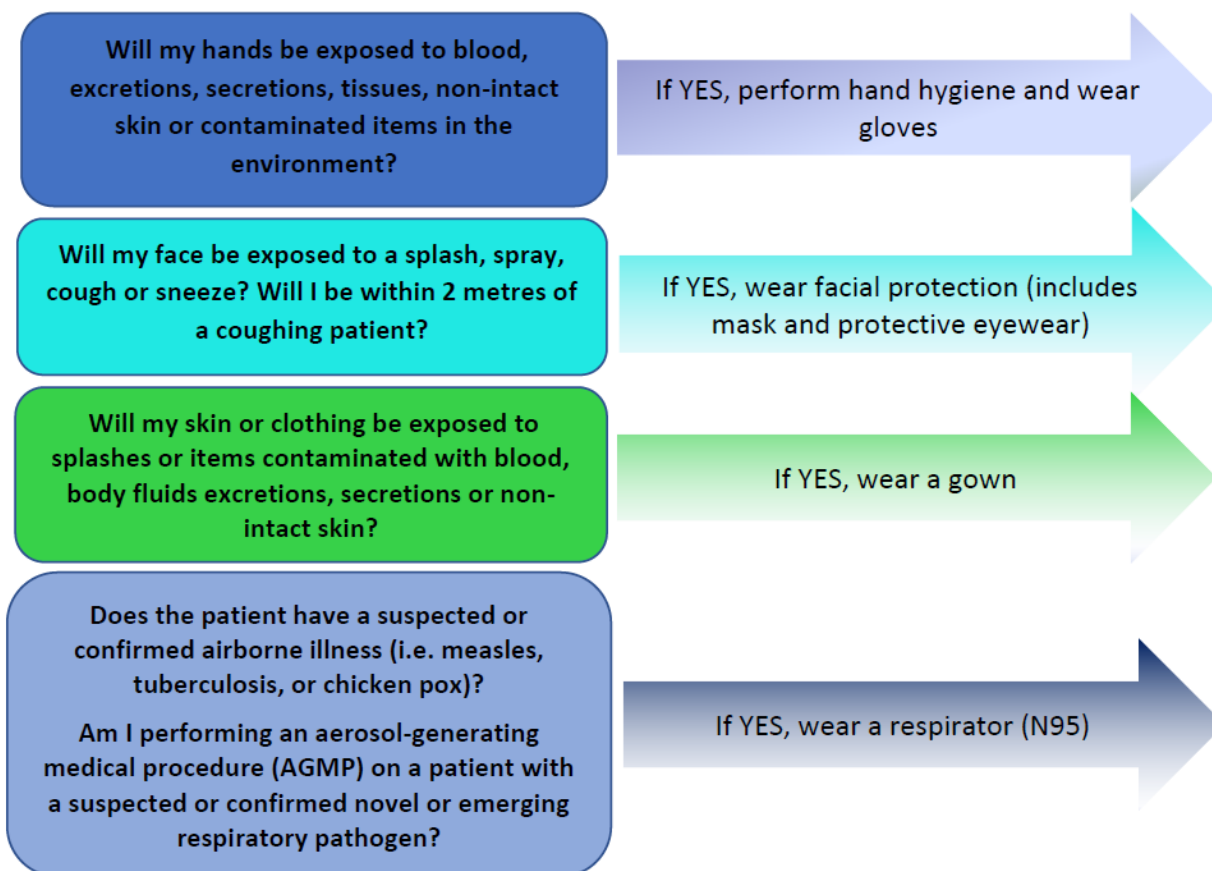 Will my hands be exposed to blood,
excretions, secretions, tissues, non-intact
skin or contaminated items in the
environment?
If YES, perform hand hygiene and wear
gloves
Will my face be exposed to a splash, spray,
cough or sneeze? Will I be within 2 metres of
a coughing patient?
If YES, wear facial protection (includes
mask and protective eyewear)
Will my skin or clothing be exposed to
splashes or items contaminated with blood,
body fluids excretions, secretions or non-
intact skin?
If YES, wear a gown
Does the patient have a suspected or
confirmed airborne illness (i.e. measles,
tuberculosis, or chicken pox)?
Am I performing an aerosol-generating
medical procedure (AGMP) on a patient with
a suspected or confirmed novel or emerging
respiratory pathogen?
If YES, wear a respirator (N95)